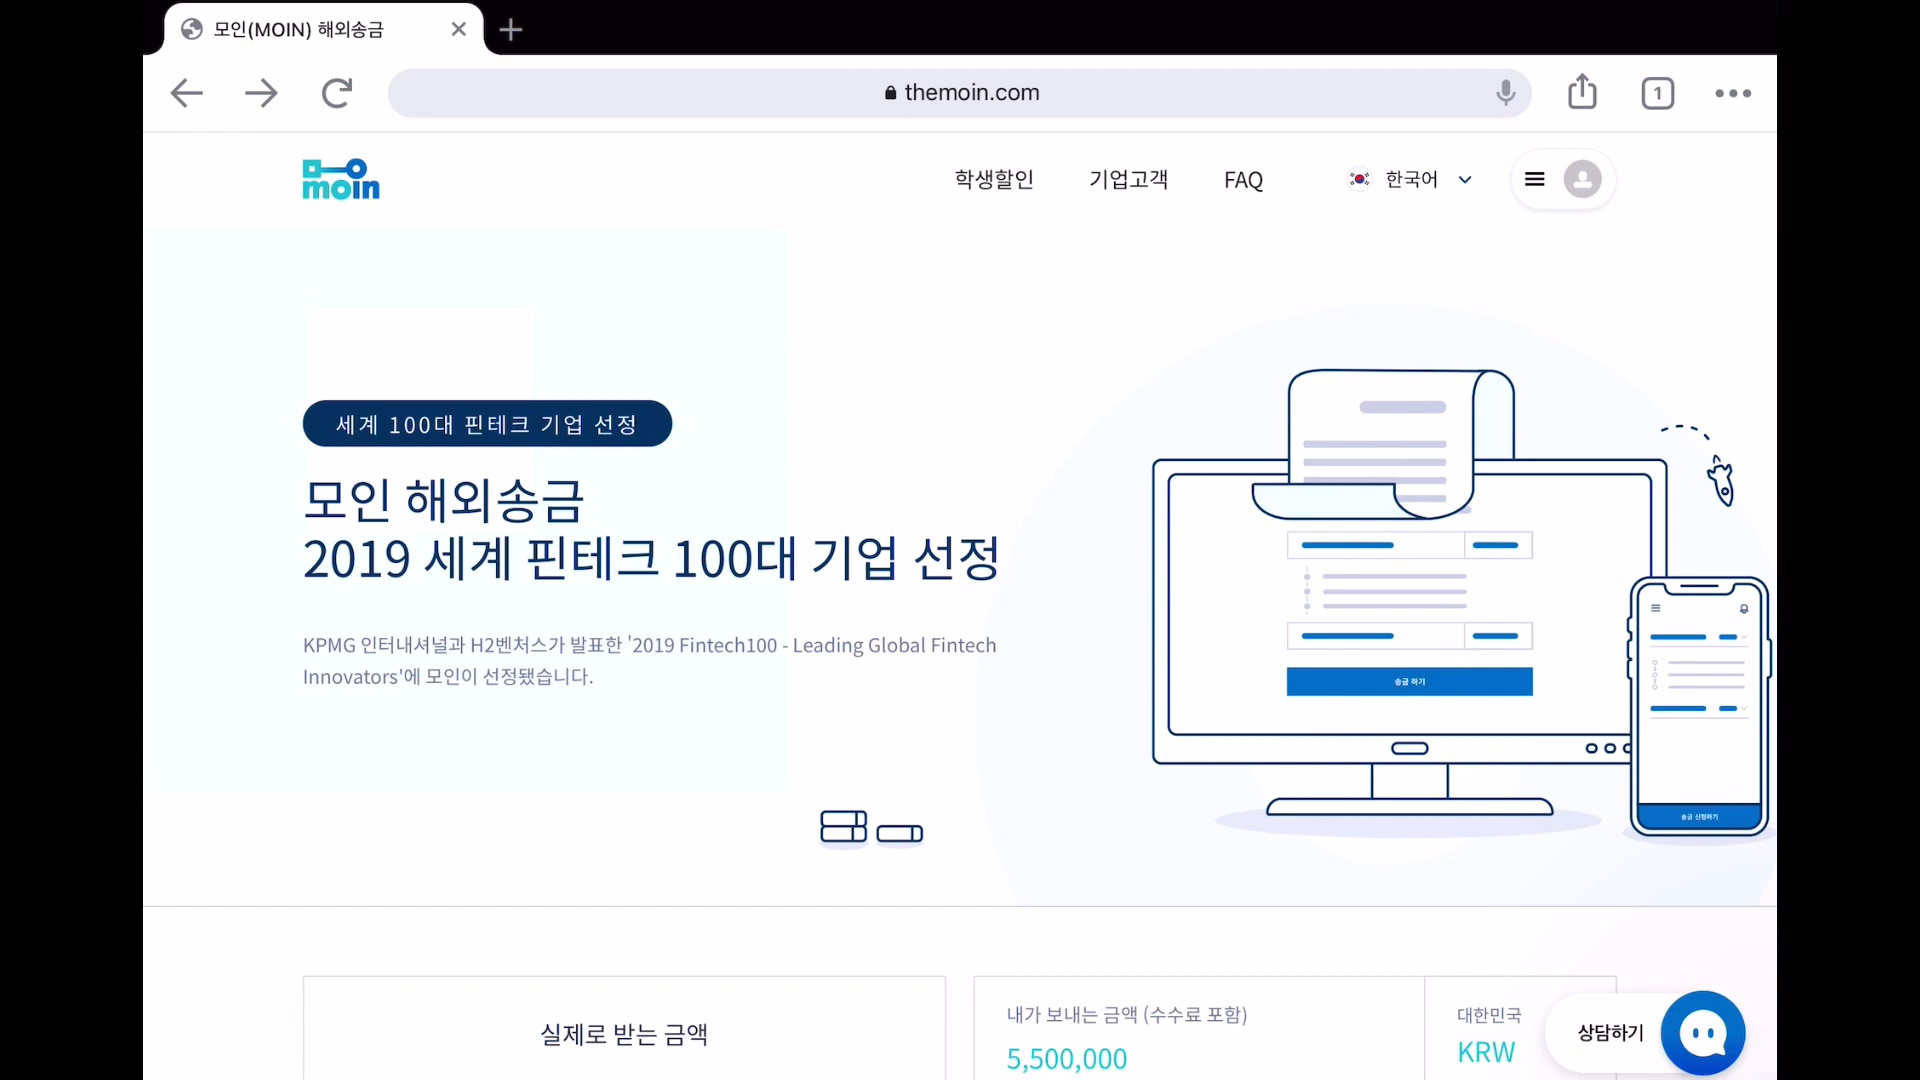 모인(MOIN) 해외송금
themoin.com
1
moin
학생할인
기업고객
FAQ
한국어
세계 100대 핀테크 기업 선정
모인 해외송금
2019 세계 핀테크 100대 기업 선정
KPMG 인터내셔널과 H2벤처스가 발표한 '2019 Fintech100 - Leading Global Fintech
Innovators'에 모인이 선정됐습니다.
송금 하기
송금 신청하기
실제로 받는 금액
내가 보내는 금액 (수수료 포함)
5,500,000
대한민국
KRW
상담하기